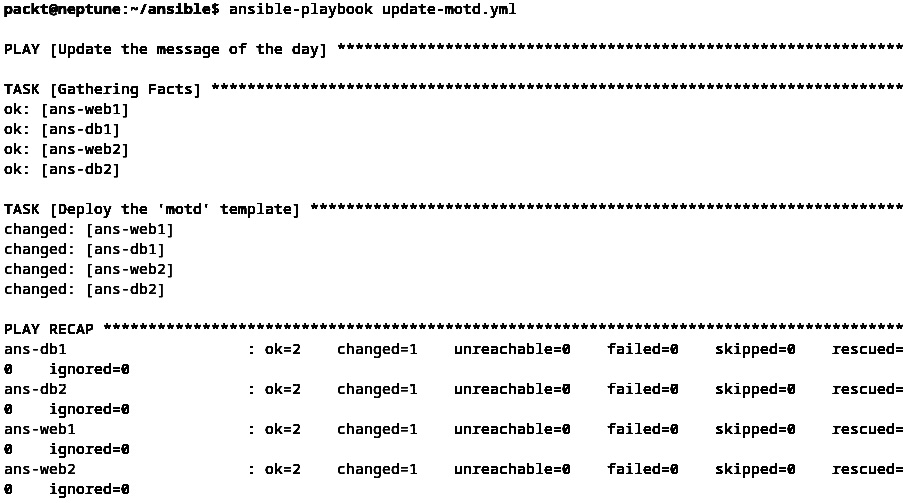 packt@neptune:~/ansible$ ansible-playbook update-motd.yml
PLAY [Update the message of the day] ***************************************************************
TASK [Gathering Facts] *****************************************************************************
ok: [ans-web1]
ok: [ans-db1]
ok: [ans-web2]
ok: [ans-db2]
TASK [Deploy the 'motd' template] ******************************************************************
changed: [ans-web1]
changed: [ans-db1]
changed: [ans-web2]
changed: [ans-db2]
PLAY RECAP *****************************************************************************************
ans-db1                    : ok=2    changed=1    unreachable=0    failed=0    skipped=0    rescued=
0    ignored=0
ans-db2                    : ok=2    changed=1    unreachable=0    failed=0    skipped=0    rescued=
0    ignored=0
ans-web1                   : ok=2    changed=1    unreachable=0    failed=0    skipped=0    rescued=
0    ignored=0
ans-web2                   : ok=2    changed=1    unreachable=0    failed=0    skipped=0    rescued=
0    ignored=0